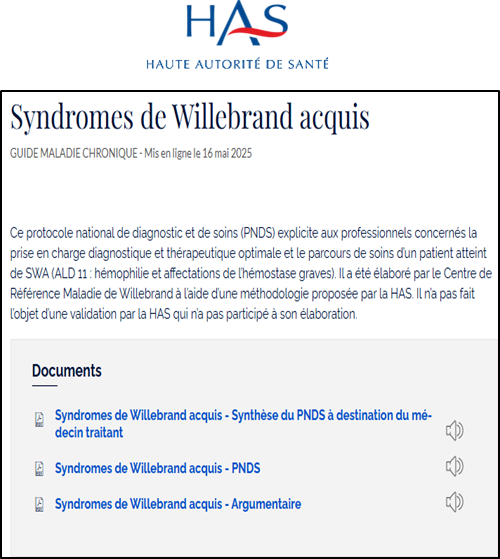 HAS
HAUTE AUTORITÉ DE SANTÉ
Syndromes de Willebrand acquis
GUIDE MALADIE CHRONIQUE - Mis en ligne le 16 mai 2025
Ce protocole national de diagnostic et de soins (PNDS) explicite aux professionnels concernés la
prise en charge diagnostique et thérapeutique optimale et le parcours de soins d'un patient atteint
de SWA (ALD 11 : hémophilie et affectations de l'hémostase graves). Il a été élaboré par le Centre de
Référence Maladie de Willebrand à l'aide d'une méthodologie proposée par la HAS. Il n'a pas fait
l'objet d'une validation par la HAS qui n'a pas participé à son élaboration.
Documents
Syndromes de Willebrand acquis - Synthèse du PNDS à destination du mé-
decin traitant
Syndromes de Willebrand acquis - PNDS
Syndromes de Willebrand acquis - Argumentaire